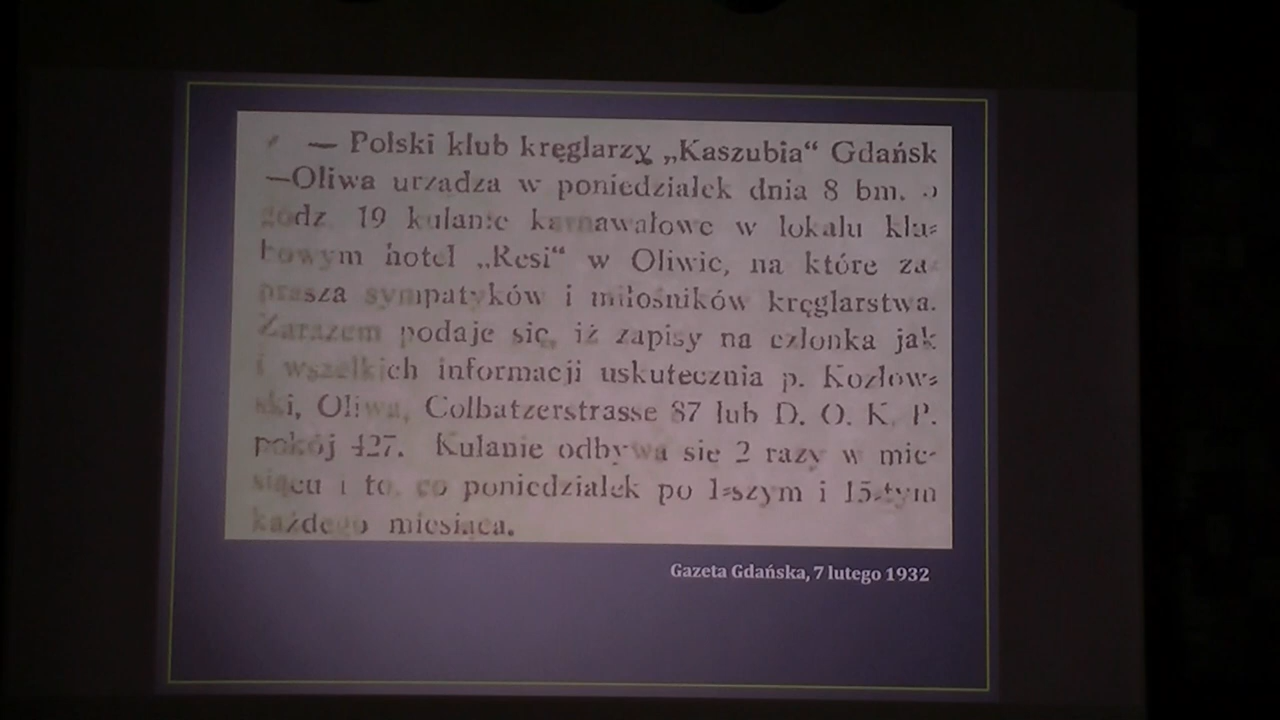 — Polski klub kręglarzy „Kaszubia“ Gdańsk
—Oliwa urządza w poniedziałek dnia 8 bm. o
godz. 19 kulanie karnawałowe w lokalu klu=
bowym hotel „Resi“ w Oliwie, na które za
prasza sympatyków i miłośników kręglarstwa.
Zarazem podaje się, iż zapisy na członka jak
i wszelkich informacji uskutecznia p. Kozłow=
ski, Oliwa, Colbatzerstrasse 87 lub D. O. K. P.
pokój 427. Kulanie odbywa się 2 razy w mie-
siącu i to co poniedziałek po 1=szym i 15=tym
każdego miesiąca.
Gazeta Gdańska, 7 lutego 1932